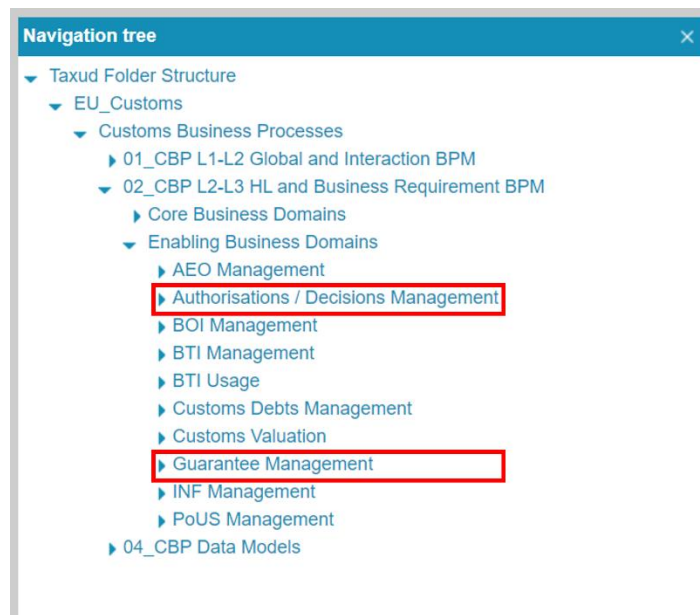 Navigation tree
Taxud Folder Structure
EU_Customs
Customs Business Processes
01_CBP L1-L2 Global and Interaction BPM
02_CBP L2-L3 HL and Business Requirement BPM
Core Business Domains
Enabling Business Domains
AEO Management
Authorisations / Decisions Management
BOI Management
BTI Management
BTI Usage
Customs Debts Management
Customs Valuation
Guarantee Management
INF Management
PoUS Management
04_CBP Data Models